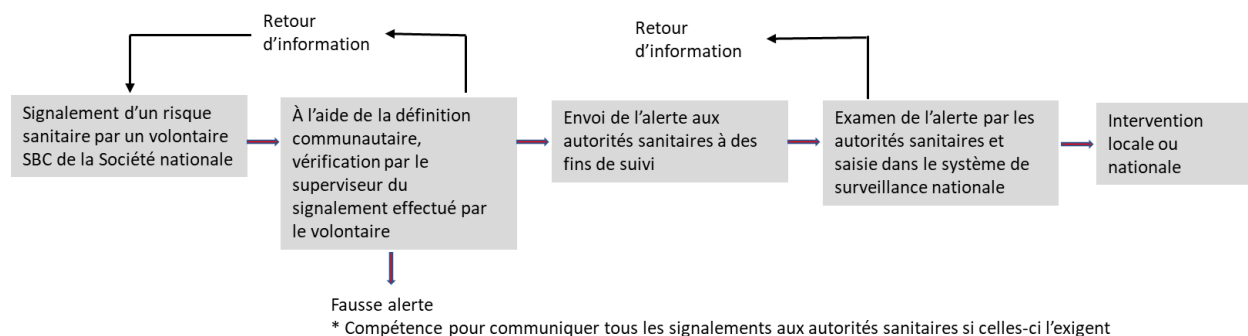 Retour
d’information
Retour
d’information
Signalement d’un risque
sanitaire par un volontaire
SBC de la Société nationale
À l’aide de la définition
communautaire,
vérification par le
superviseur du
signalement effectué par
le volontaire
Envoi de l’alerte aux
autorités sanitaires à des
fins de suivi
Examen de l’alerte par les
autorités sanitaires et
saisie dans le système de
surveillance nationale
Intervention
locale ou
nationale
Fausse alerte
* Compétence pour communiquer tous les signalements aux autorités sanitaires si celles-ci l’exigent